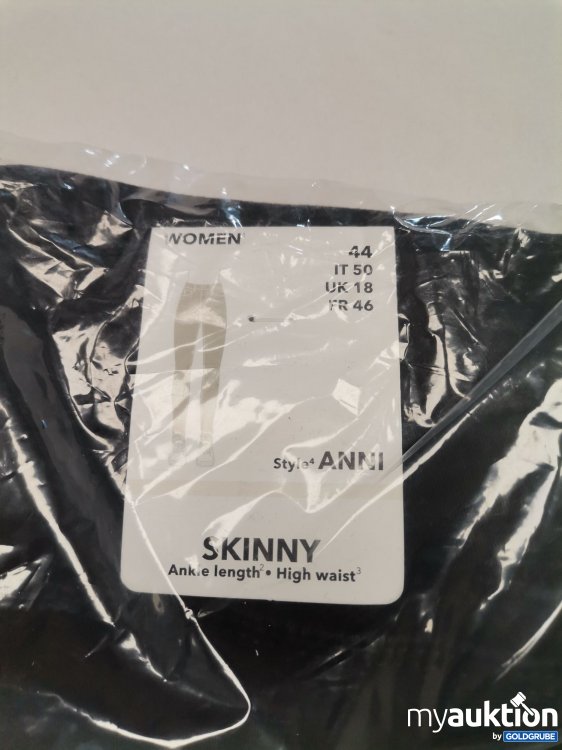 WOMEN
44
IT 50
UK 18
FR 46
Style⁴ ANNI
SKINNY
Ankle length² • High waist³
myauktion
by GOLDGRUBE